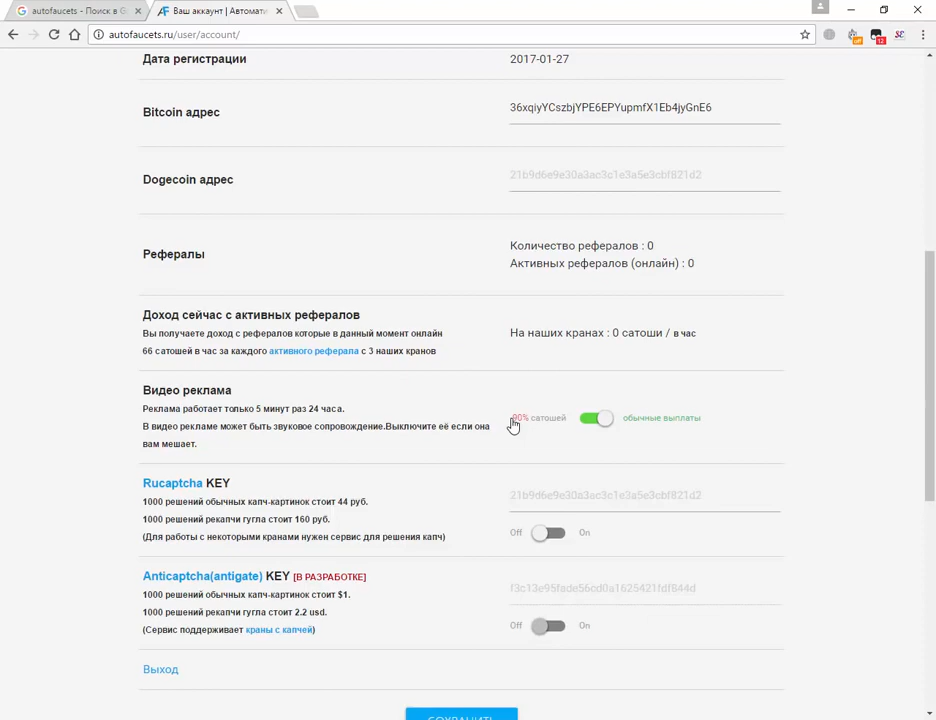 autofaucets - Поиск в G
Ваш аккаунт | Автомати
autofaucets.ru/user/account/
off
12
Дата регистрации
2017-01-27
Bitcoin адрес
36xqiyYCszbjYPE6EPYupmfX1Eb4jyGnE6
Dogecoin адрес
21b9d6e9e30a3ac3c1e3a5e3cbf821d2
Рефералы
Количество рефералов : 0
Активных рефералов (онлайн) : 0
Доход сейчас с активных рефералов
Вы получаете доход с рефералов которые в данный момент онлайн
66 сатошей в час за каждого активного реферала с 3 наших кранов
На наших кранах : 0 сатоши / в час
Видео реклама
Реклама работает только 5 минут раз 24 часа.
В видео рекламе может быть звуковое сопровождение.Выключите её если она
вам мешает.
-90% сатошей
обычные выплаты
Rucaptcha KEY
1000 решений обычных капч-картинок стоит 44 руб.
1000 решений рекапчи гугла стоит 160 руб.
(Для работы с некоторыми кранами нужен сервис для решения капч)
21b9d6e9e30a3ac3c1e3a5e3cbf821d2
Off On
Anticaptcha(antigate) KEY [В РАЗРАБОТКЕ]
1000 решений обычных капч-картинок стоит $1.
1000 решений рекапчи гугла стоит 2.2 usd.
(Сервис поддерживает краны с капчей)
f3c13e95fade56cd0a1625421fdf844d
Off On
Выход
СОХРАНИТЬ